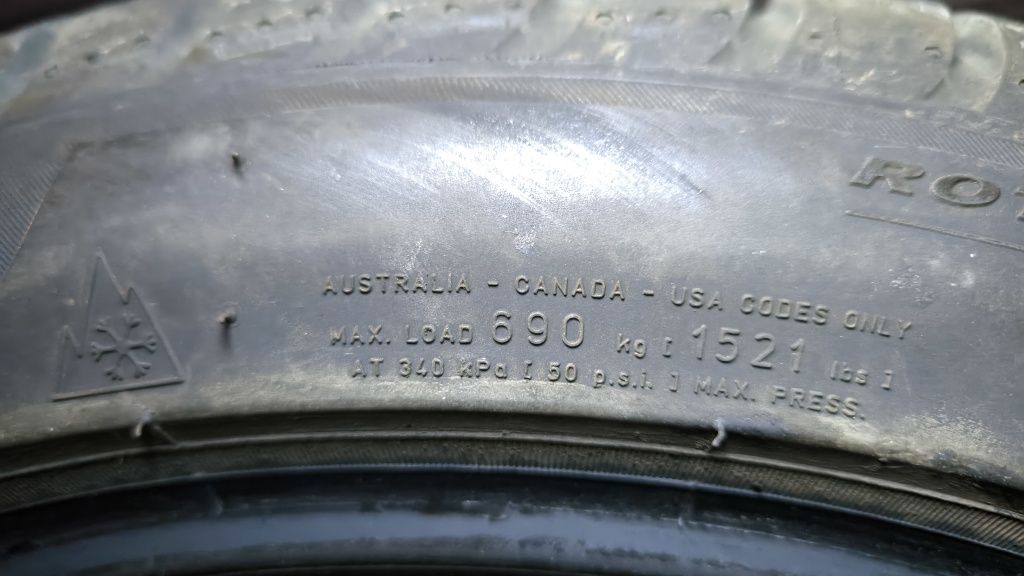 AUSTRALIA - CANADA - USA CODES ONLY
MAX. LOAD 690 kg [ 1521 lbs ]
AT 340 kPa [ 50 p.s.i. ] MAX. PRESS.